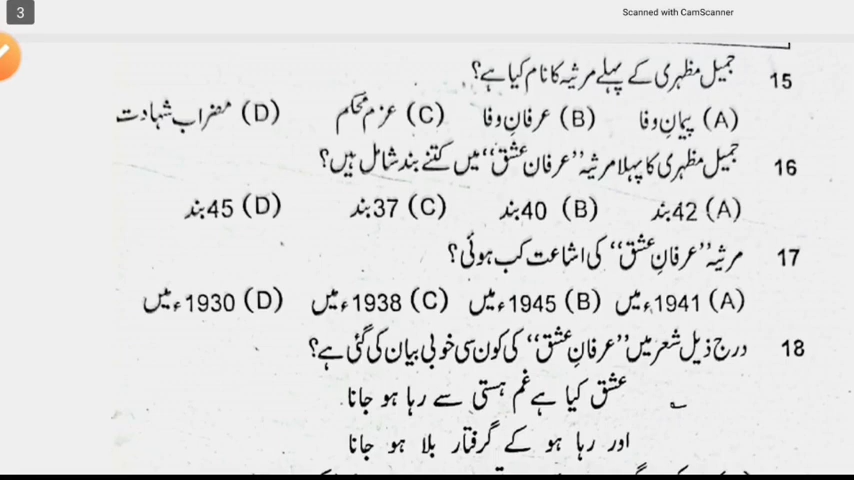 3
Scanned with CamScanner
15 جمیل مظہری کے پہلے مرثیہ کا نام کیا ہے؟
(A) پیمانِ وفا (B) عرفانِ وفا (C) عزم محکم (D) مضراب شہادت
16 جمیل مظہری کا پہلا مرثیہ ’’عرفانِ عشق‘‘ میں کتنے بند شامل ہیں؟
(A) 42 بند (B) 40 بند (C) 37 بند (D) 45 بند
17 مرثیہ ’’عرفانِ عشق‘‘ کی اشاعت کب ہوئی؟
(A) 1941ء میں (B) 1945ء میں (C) 1938ء میں (D) 1930ء میں
18 درج ذیل شعر میں ’’عرفانِ عشق‘‘ کی کون سی خوبی بیان کی گئی ہے؟
؎ عشق کیا ہے غم ہستی سے رہا ہو جانا
اور رہا ہو کے گرفتار بلا ہو جانا